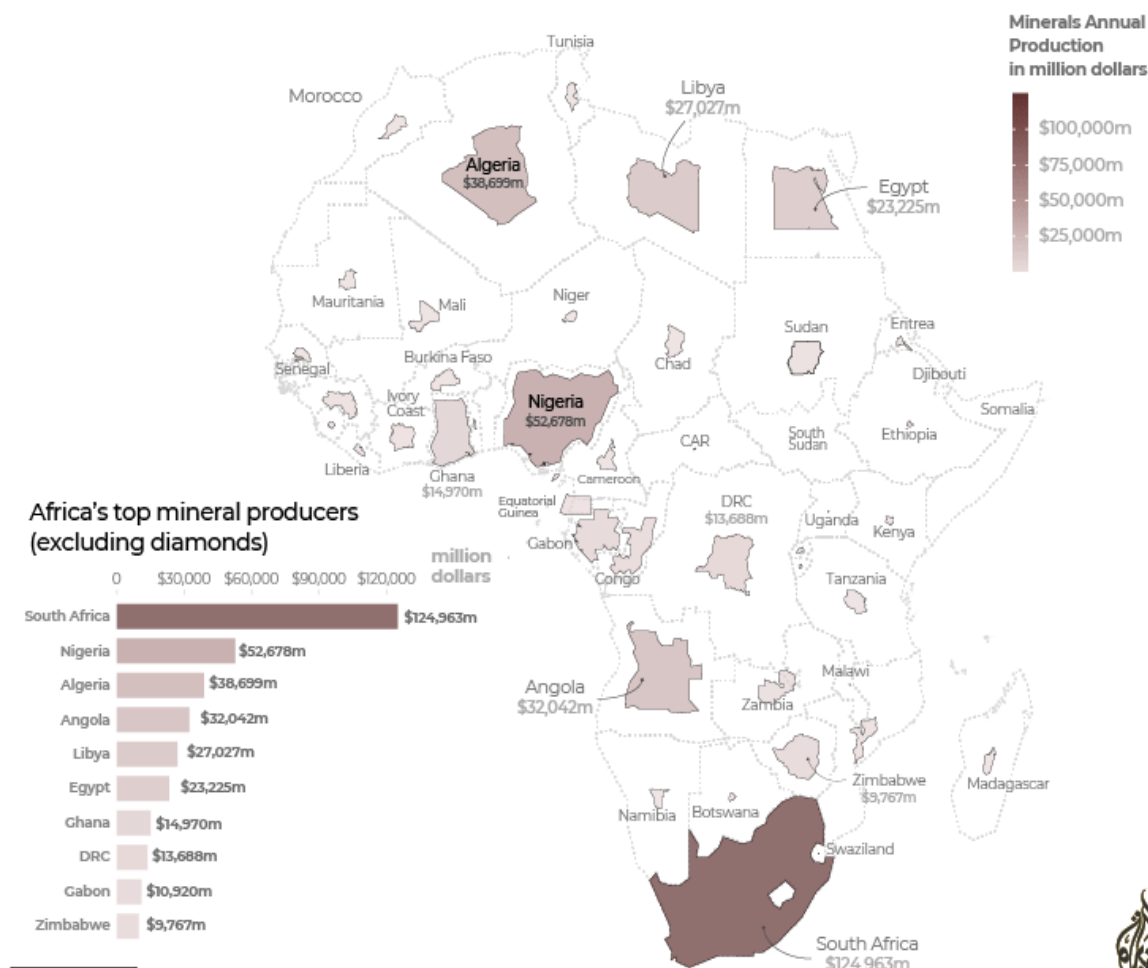 Minerals Annual
Production
in million dollars
$100,000m
$75,000m
$50,000m
$25,000m
Tunisia
Morocco
Libya
$27,027m
Algeria
$38,699m
Egypt
$23,225m
Mauritania
Mali
Niger
Chad
Sudan
Eritrea
Djibouti
Senegal
Burkina Faso
Ivory
Coast
Nigeria
$52,678m
Somalia
Ethiopia
South
Sudan
CAR
Liberia
Ghana
$14,970m
Cameroon
Equatorial
Guinea
DRC
$13,688m
Uganda
Kenya
Gabon
Congo
Tanzania
Angola
$32,042m
Malawi
Zambia
Zimbabwe
$9,767m
Madagascar
Namibia
Botswana
Swaziland
South Africa
$124,963m
Africa's top mineral producers
(excluding diamonds)
million
dollars
0 $30,000 $60,000 $90,000 $120,000
South Africa $124,963m
Nigeria $52,678m
Algeria $38,699m
Angola $32,042m
Libya $27,027m
Egypt $23,225m
Ghana $14,970m
DRC $13,688m
Gabon $10,920m
Zimbabwe $9,767m